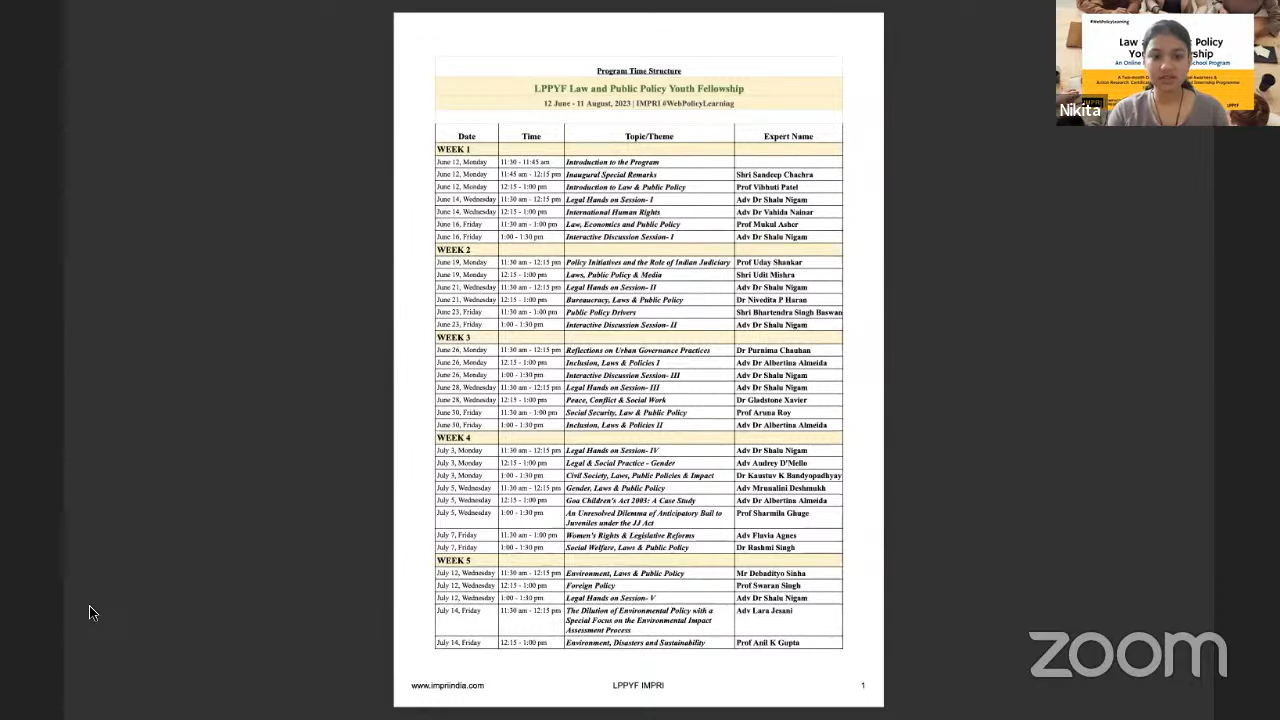 Program Time Structure
LPPYF Law and Public Policy Youth Fellowship
12 June - 11 August, 2023 | IMPRI #WebPolicyLearning
Date Time Topic/Theme Expert Name
WEEK 1
June 12, Monday 11:30 - 11:45 am Introduction to the Program
June 12, Monday 11:45 am - 12:15 pm Inaugural Special Remarks Shri Sandeep Chachra
June 12, Monday 12:15 - 1:00 pm Introduction to Law & Public Policy Prof Vibhuti Patel
June 14, Wednesday 11:30 am - 12:15 pm Legal Hands on Session- I Adv Dr Shalu Nigam
June 14, Wednesday 12:15 - 1:00 pm International Human Rights Adv Dr Vahida Nainar
June 16, Friday 11:30 am - 1:00 pm Law, Economics and Public Policy Prof Mukul Asher
June 16, Friday 1:00 - 1:30 pm Interactive Discussion Session- I Adv Dr Shalu Nigam
WEEK 2
June 19, Monday 11:30 am - 12:15 pm Policy Initiatives and the Role of Indian Judiciary Prof Uday Shankar
June 19, Monday 12:15 - 1:00 pm Laws, Public Policy & Media Shri Udit Mishra
June 21, Wednesday 11:30 am - 12:15 pm Legal Hands on Session- II Adv Dr Shalu Nigam
June 21, Wednesday 12:15 - 1:00 pm Bureaucracy, Laws & Public Policy Dr Nivedita P Haran
June 23, Friday 11:30 am - 1:00 pm Public Policy Drivers Shri Bhartendra Singh Baswan
June 23, Friday 1:00 - 1:30 pm Interactive Discussion Session- II Adv Dr Shalu Nigam
WEEK 3
June 26, Monday 11:30 am - 12:15 pm Reflections on Urban Governance Practices Dr Purnima Chauhan
June 26, Monday 12:15 - 1:00 pm Inclusion, Laws & Policies I Adv Dr Albertina Almeida
June 26, Monday 1:00 - 1:30 pm Interactive Discussion Session- III Adv Dr Shalu Nigam
June 28, Wednesday 11:30 am - 12:15 pm Legal Hands on Session- III Adv Dr Shalu Nigam
June 28, Wednesday 12:15 - 1:00 pm Peace, Conflict & Social Work Dr Gladstone Xavier
June 30, Friday 11:30 am - 1:00 pm Social Security, Law & Public Policy Prof Aruna Roy
June 30, Friday 1:00 - 1:30 pm Inclusion, Laws & Policies II Adv Dr Albertina Almeida
WEEK 4
July 3, Monday 11:30 am - 12:15 pm Legal Hands on Session- IV Adv Dr Shalu Nigam
July 3, Monday 12:15 - 1:00 pm Legal & Social Practice - Gender Adv Audrey D'Mello
July 3, Monday 1:00 - 1:30 pm Civil Society, Laws, Public Policies & Impact Dr Kaustuv K Bandyopadhyay
July 5, Wednesday 11:30 am - 12:15 pm Gender, Laws & Public Policy Adv Mrunalini Deshmukh
July 5, Wednesday 12:15 - 1:00 pm Goa Children's Act 2003: A Case Study Adv Dr Albertina Almeida
July 5, Wednesday 1:00 - 1:30 pm An Unresolved Dilemma of Anticipatory Bail to Prof Sharmila Ghuge
Juveniles under the JJ Act
July 7, Friday 11.30 am - 1:00 pm Women's Rights & Legislative Reforms Adv Flavia Agnes
July 7, Friday 1:00 - 1:30 pm Social Welfare, Laws & Public Policy Dr Rashmi Singh
WEEK 5
July 12, Wednesday 11:30 am - 12:15 pm Environment, Laws & Public Policy Mr Debadityo Sinha
July 12, Wednesday 12:15 - 1:00 pm Foreign Policy Prof Swaran Singh
July 12, Wednesday 1:00 - 1:30 pm Legal Hands on Session- V Adv Dr Shalu Nigam
July 14, Friday 11:30 am - 12:15 pm The Dilution of Environmental Policy with a Adv Lara Jesani
Special Focus on the Environmental Impact
Assessment Process
July 14, Friday 12:15 - 1:00 pm Environment, Disasters and Sustainability Prof Anil K Gupta
www.impriindia.com LPPYF IMPRI 1
#WebPolicyLearning
Law Policy
An Online School Program
Nikita
zoom